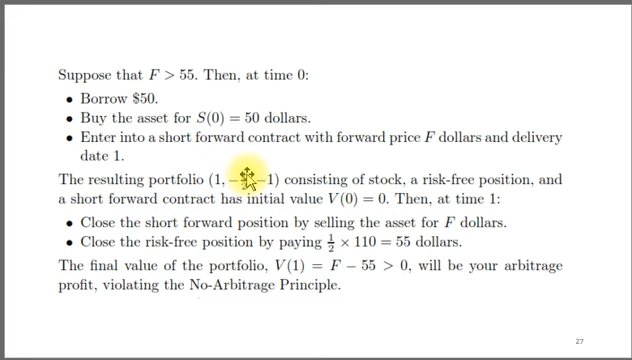 Suppose that F > 55. Then, at time 0:
• Borrow $50.
• Buy the asset for S(0) = 50 dollars.
• Enter into a short forward contract with forward price F dollars and delivery
date 1.
The resulting portfolio (1, − −1) consisting of stock, a risk-free position, and
a short forward contract has initial value V(0) = 0. Then, at time 1:
• Close the short forward position by selling the asset for F dollars.
• Close the risk-free position by paying ½ × 110 = 55 dollars.
The final value of the portfolio, V(1) = F − 55 > 0, will be your arbitrage
profit, violating the No-Arbitrage Principle.
27